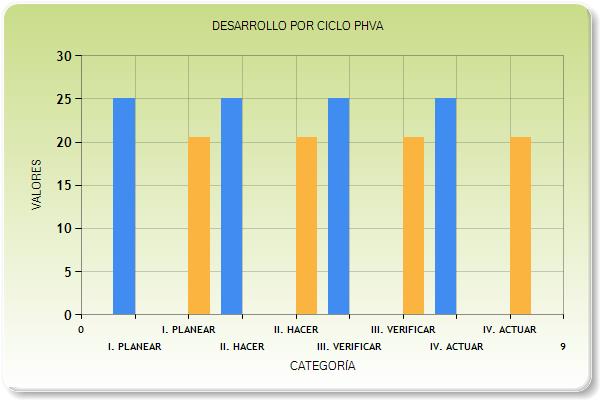 DESARROLLO POR CICLO PHVA
30
25
20
15
10
5
0
VALORES
0 I. PLANEAR II. HACER III. VERIFICAR IV. ACTUAR
I. PLANEAR II. HACER III. VERIFICAR IV. ACTUAR 9
CATEGORÍA